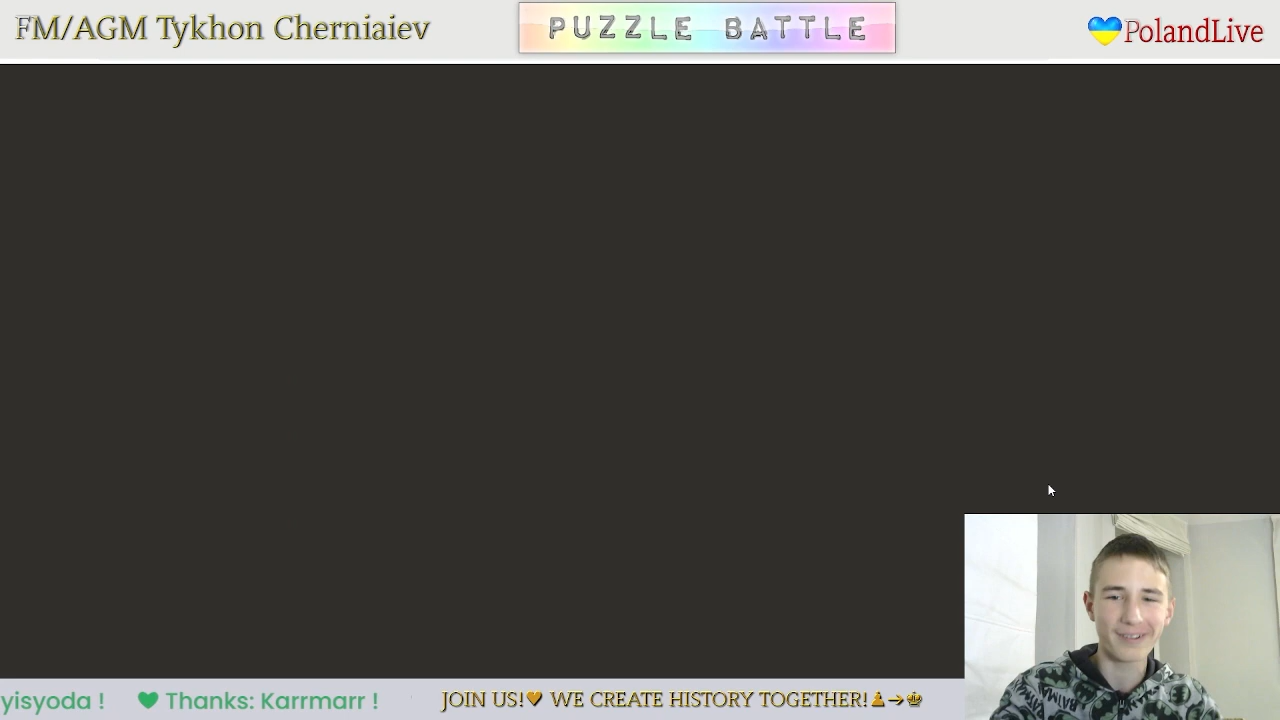 FM/AGM Tykhon Cherniaiev
PUZZLE BATTLE
PolandLive
yisyoda !
Thanks: Karrmarr !
JOIN US! WE CREATE HISTORY TOGETHER!